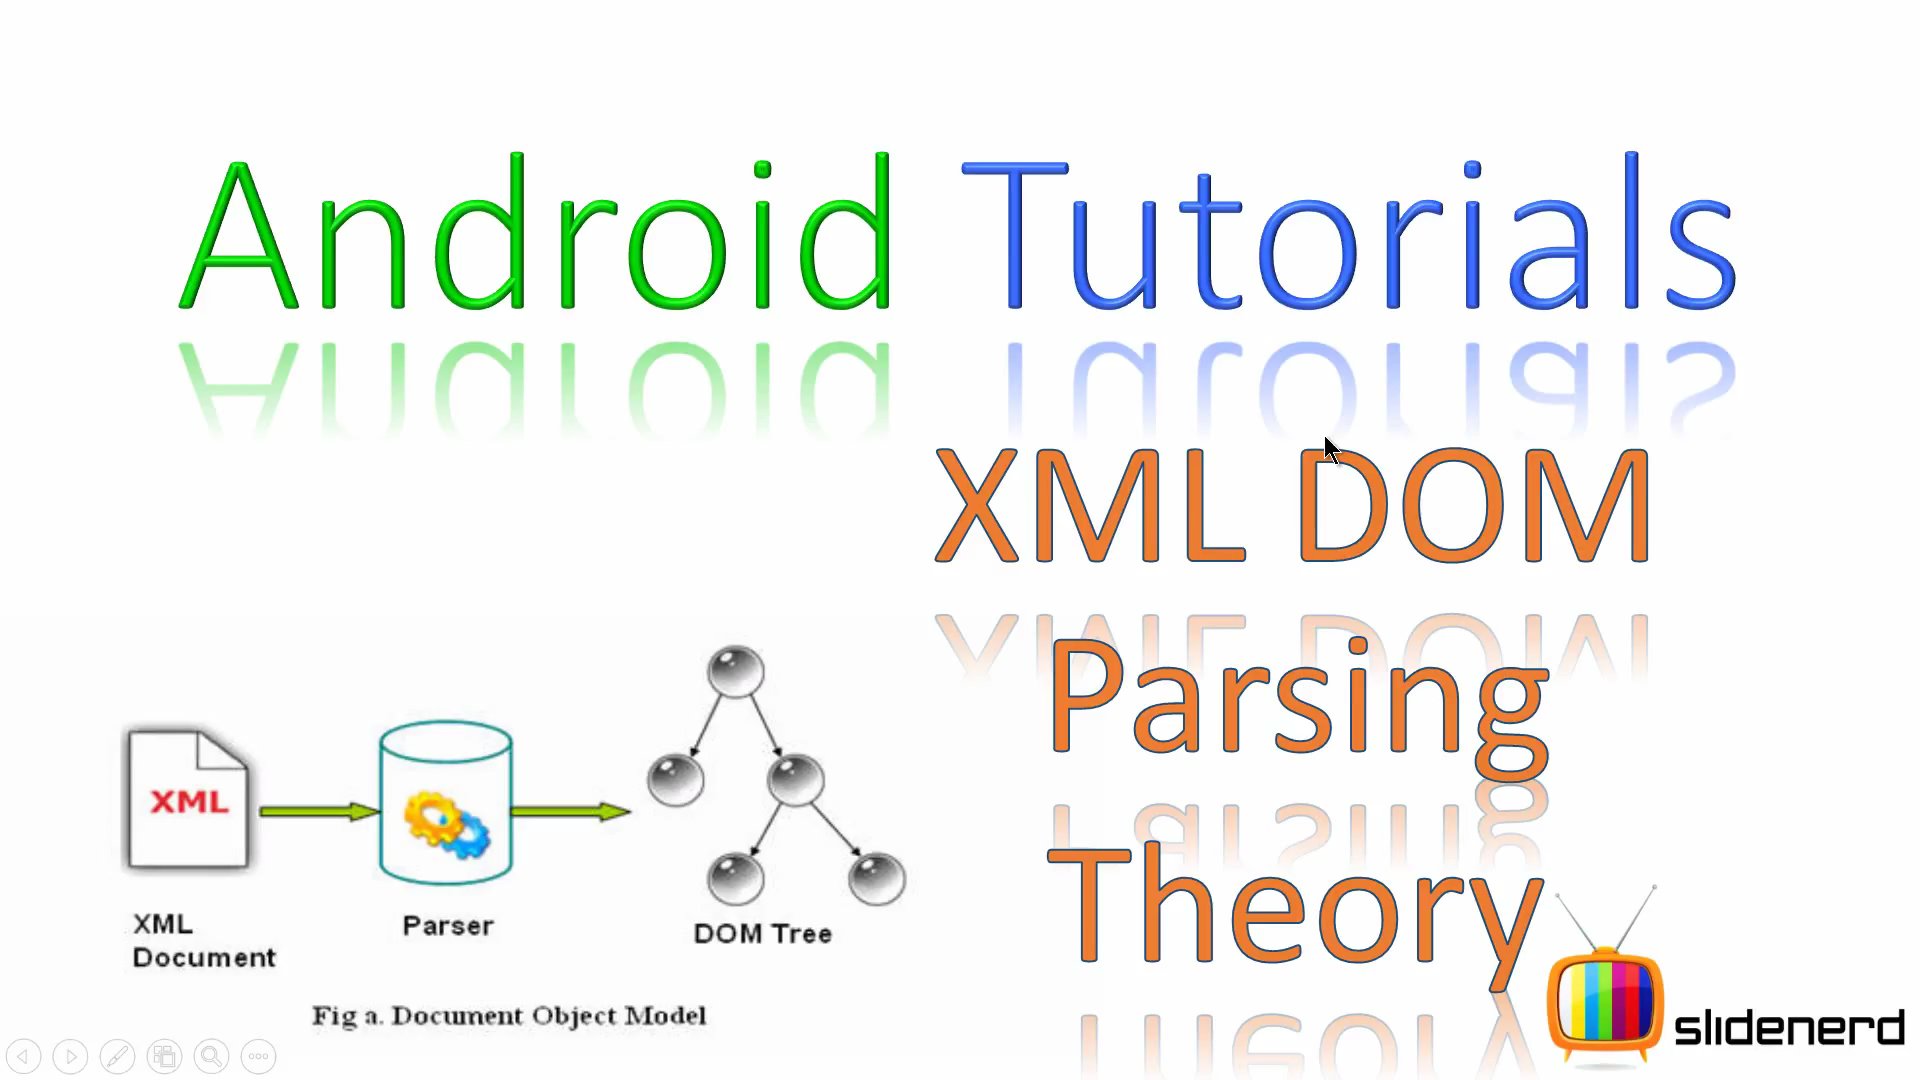 Android Tutorials
XML DOM
Parsing
Theory
XML
XML
Document
Parser
DOM Tree
Fig a. Document Object Model
slidenerd